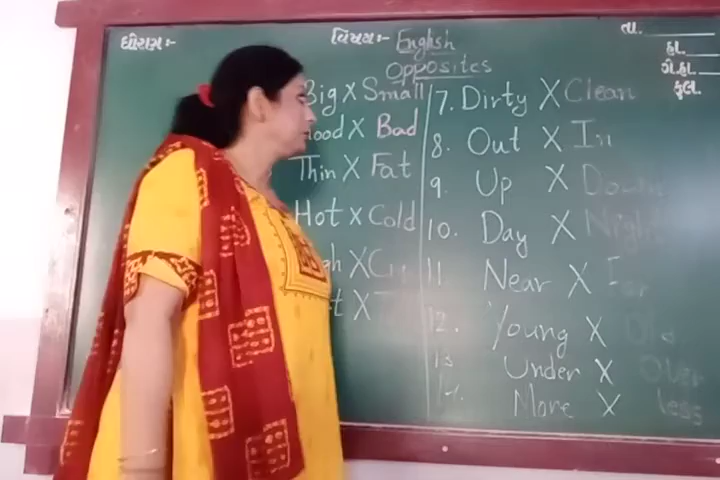 ધોરણ:-
વિષય:- English
તા.
હા.
ગે.હા.
કુલ.
Opposites
Big X Small
Good X Bad
Thin X Fat
Hot X Cold
X
X
7. Dirty X Clean
8. Out X In
9. Up X Down
10. Day X Night
11 Near X Far
12. Young X Old
13 Under X Over
14. More X Less